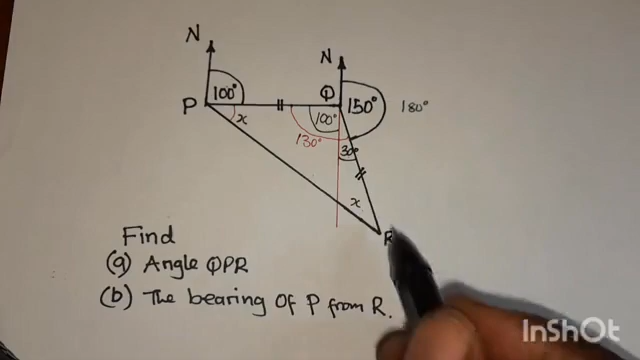 N
N
100°
P
Q
150°
180°
x
100°
130°
30°
x
R
Find
(a) Angle QPR
(b) The bearing Of P from R.
InShOt